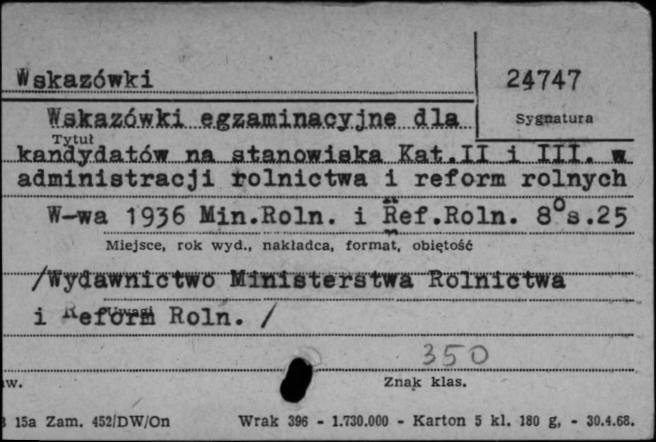 Wskazówki
24747
Wskazówki egzaminacyjne dla
Sygnatura
Tytuł
kandydatów na stanowiska Kat.II i III. w
administracji rolnictwa i reform rolnych
W-wa 1936 Min.Roln. i Ref.Roln. 8°s.25
Miejsce, rok wyd., nakładca, format, obiętość
/Wydawnictwo Ministerstwa Rolnictwa
Uwagi
i Reform Roln. /
350
Znak klas.
15a Zam. 452/DW/On Wrak 396 - 1.730.000 - Karton 5 kl. 180 g, - 30.4.68.